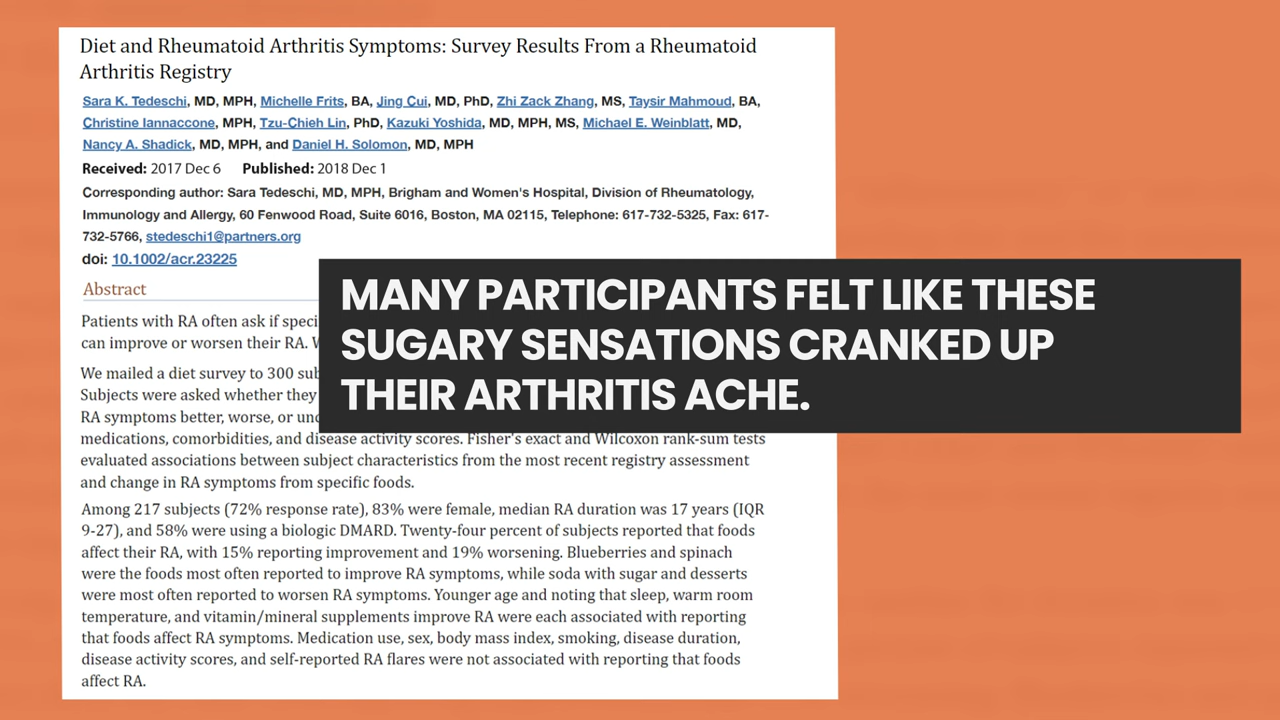 Diet and Rheumatoid Arthritis Symptoms: Survey Results From a Rheumatoid
Arthritis Registry
Sara K. Tedeschi, MD, MPH, Michelle Frits, BA, Jing Cui, MD, PhD, Zhi Zack Zhang, MS, Taysir Mahmoud, BA,
Christine Iannaccone, MPH, Tzu-Chieh Lin, PhD, Kazuki Yoshida, MD, MPH, MS, Michael E. Weinblatt, MD,
Nancy A. Shadick, MD, MPH, and Daniel H. Solomon, MD, MPH
Received: 2017 Dec 6 Published: 2018 Dec 1
Corresponding author: Sara Tedeschi, MD, MPH, Brigham and Women's Hospital, Division of Rheumatology,
Immunology and Allergy, 60 Fenwood Road, Suite 6016, Boston, MA 02115, Telephone: 617-732-5325, Fax: 617-
732-5766, stedeschi1@partners.org
doi: 10.1002/acr.23225
Abstract
Patients with RA often ask if speci
can improve or worsen their RA. W
We mailed a diet survey to 300 sub
Subjects were asked whether they
RA symptoms better, worse, or unc
medications, comorbidities, and disease activity scores. Fisher's exact and Wilcoxon rank-sum tests
evaluated associations between subject characteristics from the most recent registry assessment
and change in RA symptoms from specific foods.
Among 217 subjects (72% response rate), 83% were female, median RA duration was 17 years (IQR
9-27), and 58% were using a biologic DMARD. Twenty-four percent of subjects reported that foods
affect their RA, with 15% reporting improvement and 19% worsening. Blueberries and spinach
were the foods most often reported to improve RA symptoms, while soda with sugar and desserts
were most often reported to worsen RA symptoms. Younger age and noting that sleep, warm room
temperature, and vitamin/mineral supplements improve RA were each associated with reporting
that foods affect RA symptoms. Medication use, sex, body mass index, smoking, disease duration,
disease activity scores, and self-reported RA flares were not associated with reporting that foods
affect RA.
MANY PARTICIPANTS FELT LIKE THESE
SUGARY SENSATIONS CRANKED UP
THEIR ARTHRITIS ACHE.